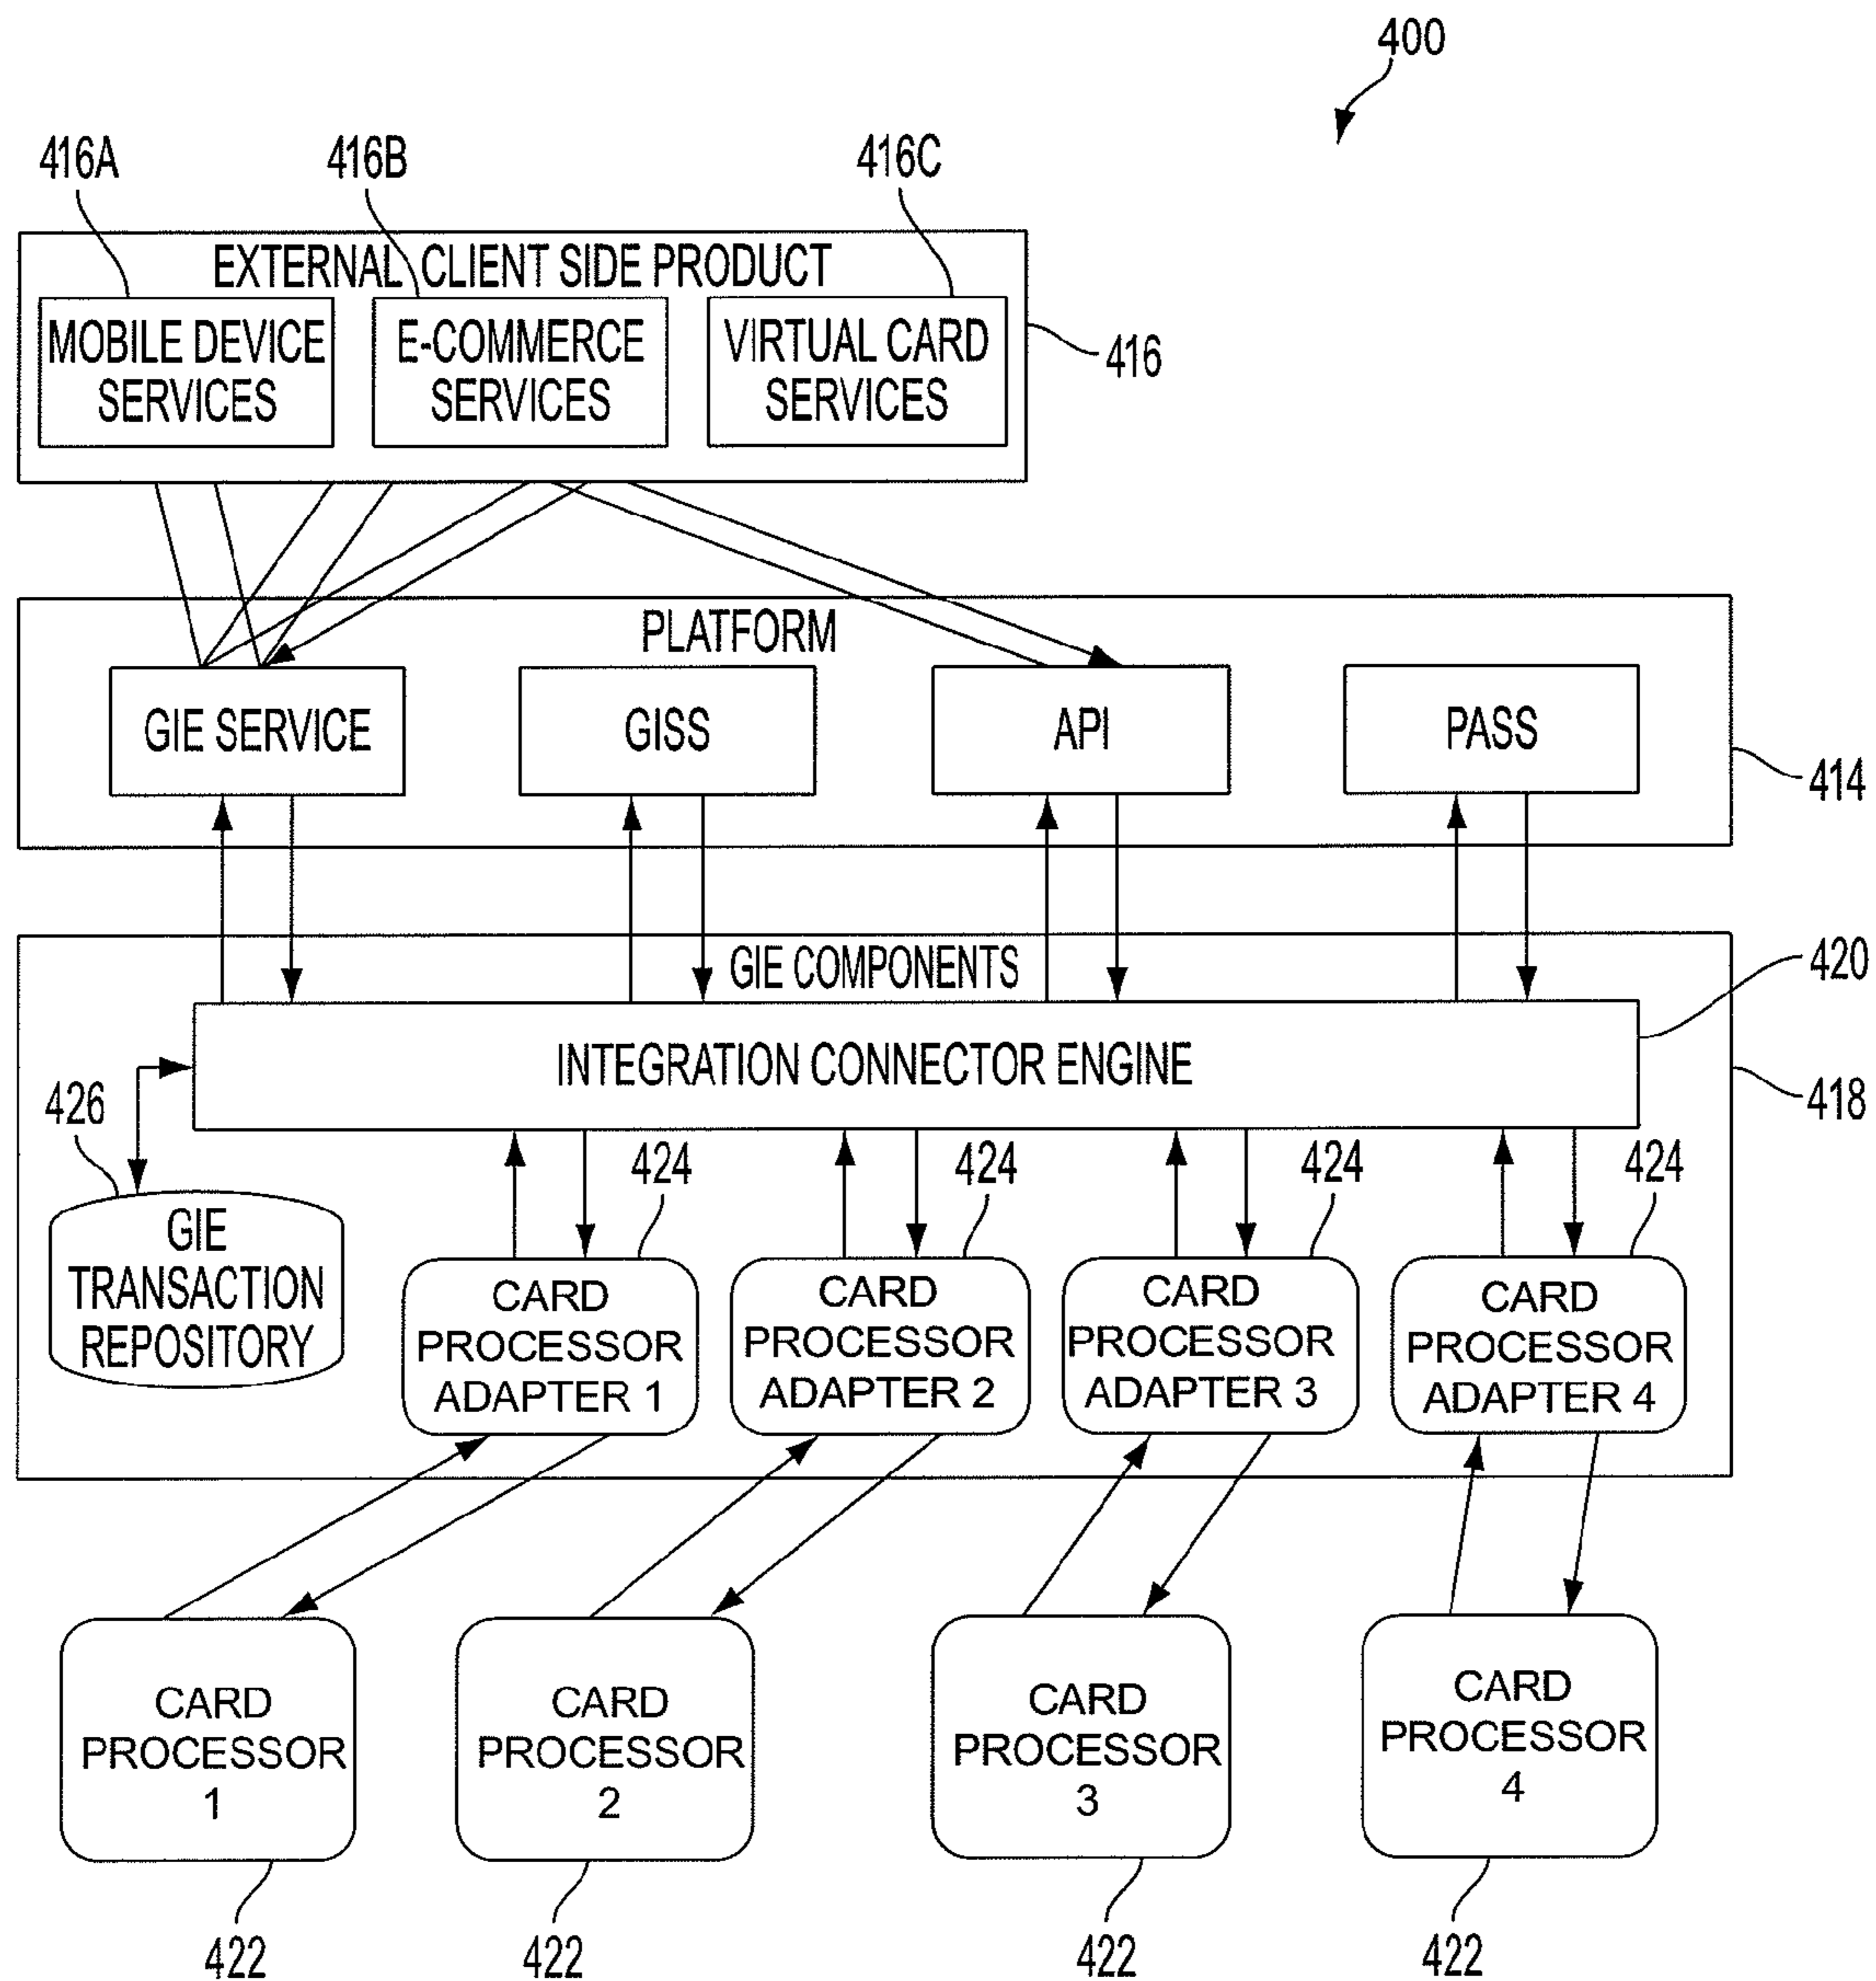 400
416A
416B
416C
EXTERNAL CLIENT SIDE PRODUCT
MOBILE DEVICE
SERVICES
E-COMMERCE
SERVICES
VIRTUAL CARD
SERVICES
416
PLATFORM
GIE SERVICE
GISS
API
PASS
414
GIE COMPONENTS
420
INTEGRATION CONNECTOR ENGINE
418
426
424
424
424
424
GIE
TRANSACTION
REPOSITORY
CARD
PROCESSOR
ADAPTER 1
CARD
PROCESSOR
ADAPTER 2
CARD
PROCESSOR
ADAPTER 3
CARD
PROCESSOR
ADAPTER 4
CARD
PROCESSOR
1
CARD
PROCESSOR
2
CARD
PROCESSOR
3
CARD
PROCESSOR
4
422
422
422
422